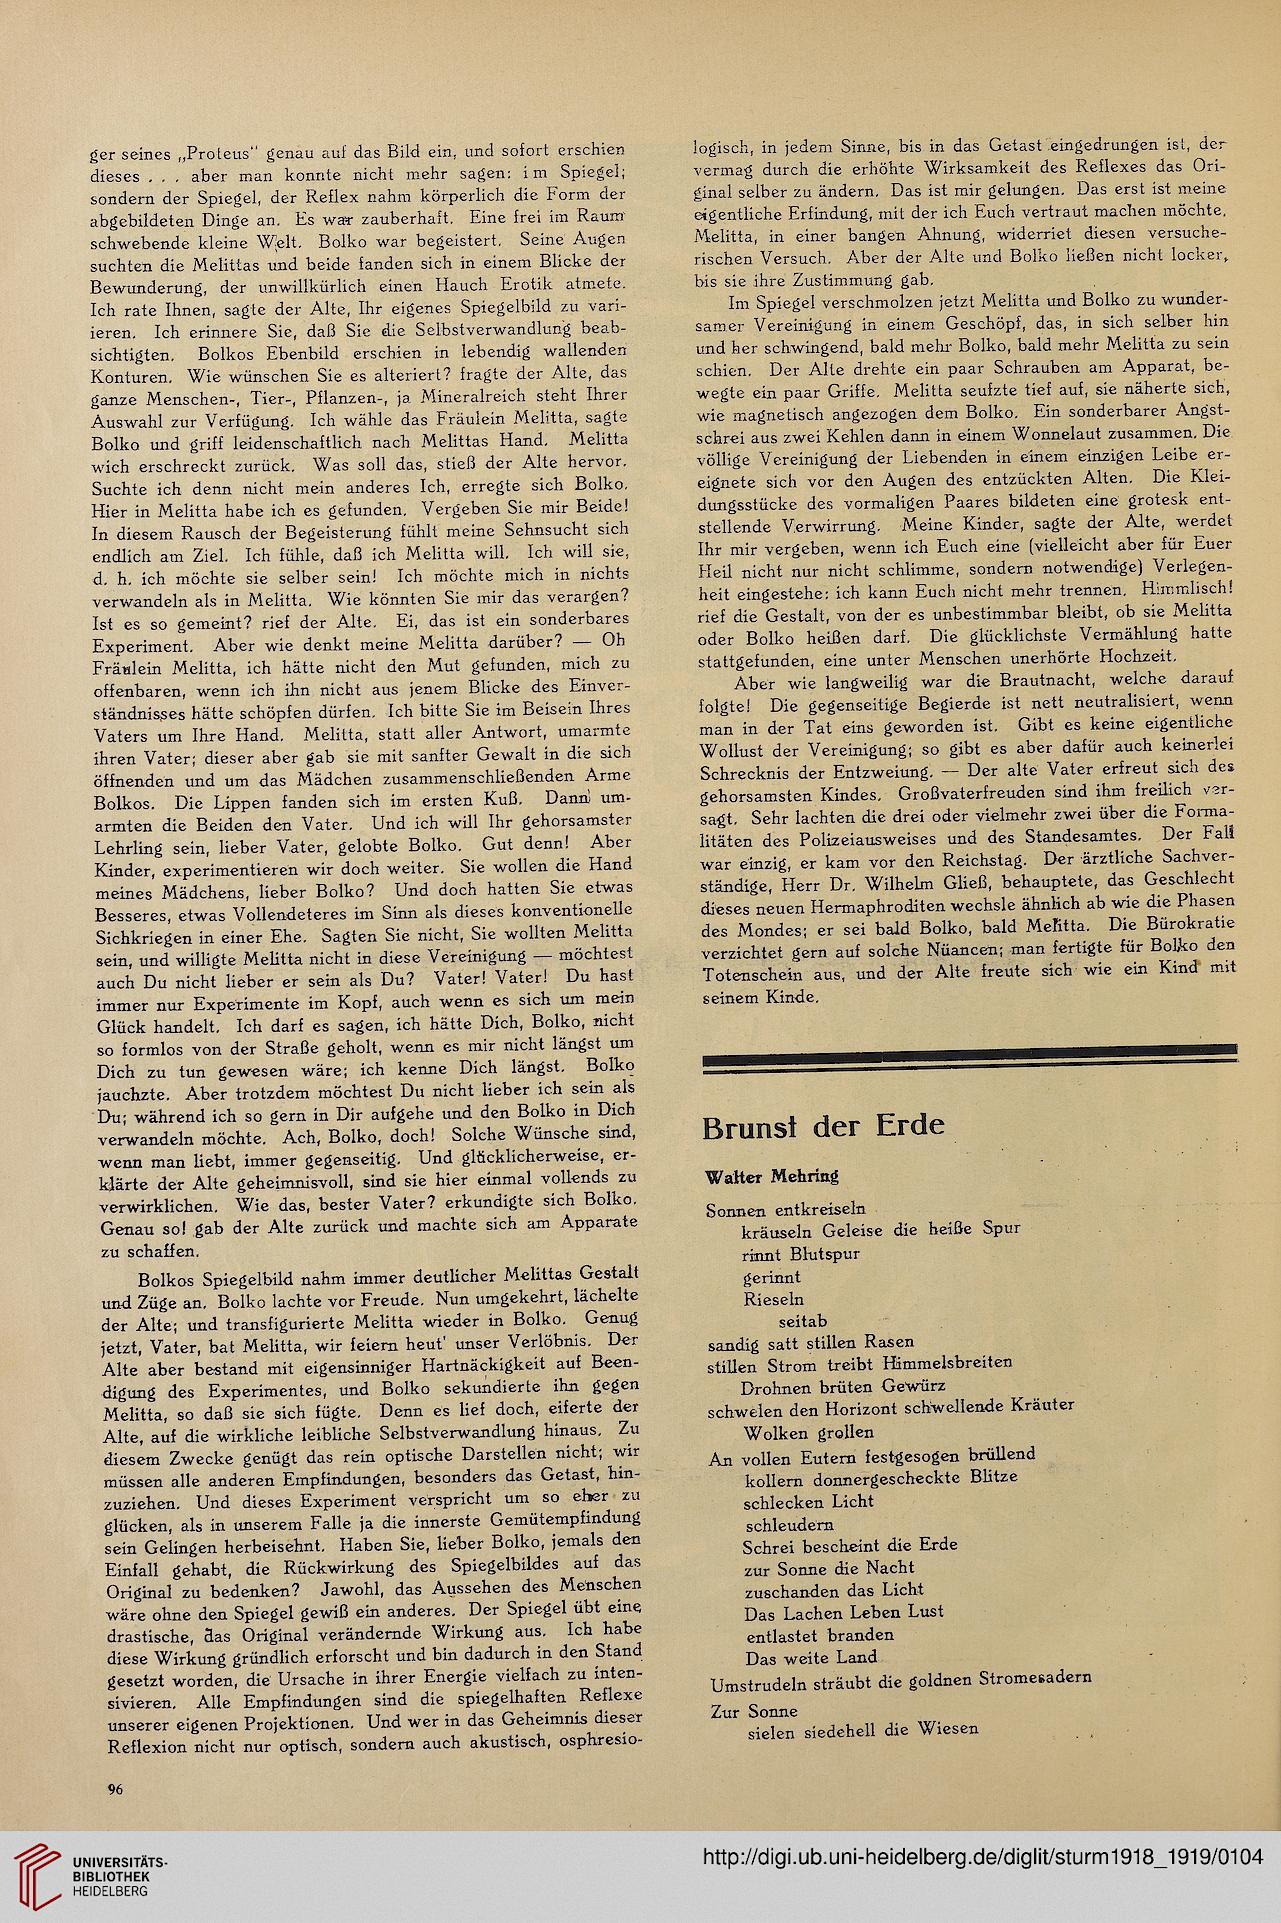 ger seines „Proteus“ genau auf das Bild ein, und sofort erschien
dieses . . . aber man konnte nicht mehr sagen: im Spiegel;
sondern der Spiegel, der Reflex nahm körperlich die Form der
abgebildeten Dinge an. Es war zauberhaft. Eine frei im Raum
schwebende kleine Welt. Bolko war begeistert. Seine Augen
suchten die Melittas und beide fanden sich in einem Blicke der
Bewunderung, der unwillkürlich einen Hauch Erotik atmete.
Ich rate Ihnen, sagte der Alte, Ihr eigenes Spiegelbild zu vari-
ieren. Ich erinnere Sie, daß Sie die Selbstverwandlung beab-
sichtigten. Bolkos Ebenbild erschien in lebendig wallenden
Konturen. Wie wünschen Sie es alteriert? fragte der Alte, das
ganze Menschen-, Tier-, Pflanzen-, ja Mineralreich steht Ihrer
Auswahl zur Verfügung. Ich wähle das Fräulein Melitta, sagte
Bolko und griff leidenschaftlich nach Melittas Hand. Melitta
wich erschreckt zurück. Was soll das, stieß der Alte hervor.
Suchte ich denn nicht mein anderes Ich, erregte sich Bolko.
Hier in Melitta habe ich es gefunden. Vergeben Sie mir Beide!
In diesem Rausch der Begeisterung fühlt meine Sehnsucht sich
endlich am Ziel. Ich fühle, daß ich Melitta will. Ich will sie,
d. h. ich möchte sie selber sein! Ich möchte mich in nichts
verwandeln als in Melitta. Wie könnten Sie mir das verargen?
Ist es so gemeint? rief der Alte. Ei, das ist ein sonderbares
Experiment. Aber wie denkt meine Melitta darüber? — Oh
Fräulein Melitta, ich hätte nicht den Mut gefunden, mich zu
offenbaren, wenn ich ihn nicht aus jenem Blicke des Einver-
ständnisses hätte schöpfen dürfen. Ich bitte Sie im Beisein Ihres
Vaters um Ihre Hand. Melitta, statt aller Antwort, umarmte
ihren Vater; dieser aber gab sie mit sanfter Gewalt in die sich
öffnenden und um das Mädchen zusammenschließenden Arme
Bolkos. Die Lippen fanden sich im ersten Kuß. Dann um-
armten die Beiden den Vater. Und ich will Ihr gehorsamster
Lehrling sein, lieber Vater, gelobte Bolko. Gut denn! Aber
Kinder, experimentieren wir doch weiter. Sie wollen die Hand
meines Mädchens, lieber Bolko? Und doch hatten Sie etwas
Besseres, etwas Vollendeteres im Sinn als dieses konventionelle
Sichkriegen in einer Ehe. Sagten Sie nicht, Sie wollten Melitta
sein, und willigte Melitta nicht in diese Vereinigung — möchtest
auch Du nicht lieber er sein als Du? Vater! Vater! Du hast
immer nur Experimente im Kopf, auch wenn es sich um mein
Glück handelt. Ich darf es sagen, ich hätte Dich, Bolko, nicht
so formlos von der Straße geholt, wenn es mir nicht längst um
Dich zu tun gewesen wäre; ich kenne Dich längst. Bolko
jauchzte. Aber trotzdem möchtest Du nicht lieber ich sein als
Du; während ich so gern in Dir aufgehe und den Bolko in Dich
verwandeln möchte. Ach, Bolko, doch! Solche Wünsche sind,
wenn man liebt, immer gegenseitig. Und glücklicherweise, er-
klärte der Alte geheimnisvoll, sind sie hier einmal vollends zu
verwirklichen. Wie das, bester Vater? erkundigte sich Bolko.
Genau so! gab der Alte zurück und machte sich am Apparate
zu schaffen.
Bolkos Spiegelbild nahm immer deutlicher Melittas Gestalt
und Züge an. Bolko lachte vor Freude. Nun umgekehrt, lächelte
der Alte; und transfigurierte Melitta wieder in Bolko. Genug
jetzt, Vater, bat Melitta, wir feiern heut' unser Verlöbnis. Der
Alte aber bestand mit eigensinniger Hartnäckigkeit auf Been-
digung des Experimentes, und Bolko sekundierte ihn gegen
Melitta, so daß sie sich fügte. Denn es lief doch, eiferte der
Alte, auf die wirkliche leibliche Selbstverwandlung hinaus. Zu
diesem Zwecke genügt das rein optische Darstellen nicht; wir
müssen alle anderen Empfindungen, besonders das Getast, hin-
zuziehen. Und dieses Experiment verspricht um so eher zu
glücken, als in unserem Falle ja die innerste Gemütempfindung
sein Gelingen herbeisehnt. Haben Sie, lieber Bolko, jemals den
Einfall gehabt, die Rückwirkung des Spiegelbildes auf das
Original zu bedenken? Jawohl, das Aussehen des Menschen
wäre ohne den Spiegel gewiß ein anderes. Der Spiegel übt eine
drastische, das Original verändernde Wirkung aus. Ich habe
diese Wirkung gründlich erforscht und bin dadurch in den Stand
gesetzt worden, die Ursache in ihrer Energie vielfach zu inten-
sivieren. Alle Empfindungen sind die spiegelhaften Reflexe
unserer eigenen Projektionen. Und wer in das Geheimnis dieser
Reflexion nicht nur optisch, sondern auch akustisch, osphresio-
96
logisch, in jedem Sinne, bis in das Getast eingedrungen ist, der
vermag durch die erhöhte Wirksamkeit des Reflexes das Ori-
ginal selber zu ändern. Das ist mir gelungen. Das erst ist meine
eigentliche Erfindung, mit der ich Euch vertraut machen möchte.
Melitta, in einer bangen Ahnung, widerriet diesen versuche-
rischen Versuch. Aber der Alte und Bolko ließen nicht locker,
bis sie ihre Zustimmung gab.
Im Spiegel verschmolzen jetzt Melitta und Bolko zu wunder-
samer Vereinigung in einem Geschöpf, das, in sich selber hin
und her schwingend, bald mehr Bolko, bald mehr Melitta zu sein
schien. Der Alte drehte ein paar Schrauben am Apparat, be-
wegte ein paar Griffe. Melitta seufzte tief auf, sie näherte sich,
wie magnetisch angezogen dem Bolko. Ein sonderbarer Angst-
schrei aus zwei Kehlen dann in einem Wonnelaut zusammen. Die
völlige Vereinigung der Liebenden in einem einzigen Leibe er-
eignete sich vor den Augen des entzückten Alten. Die Klei-
dungsstücke des vormaligen Paares bildeten eine grotesk ent-
stellende Verwirrung. Meine Kinder, sagte der Alte, werdet
Ihr mir vergeben, wenn ich Euch eine (vielleicht aber für Euer
Heil nicht nur nicht schlimme, sondern notwendige) Verlegen-
heit eingestehe: ich kann Euch nicht mehr trennen. Himmlisch!
rief die Gestalt, von der es unbestimmbar bleibt, ob sie Melitta
oder Bolko heißen darf. Die glücklichste Vermählung hatte
stattgefunden, eine unter Menschen unerhörte Hochzeit.
Aber wie langweilig war die Brautnacht, welche darauf
folgte! Die gegenseitige Begierde ist nett neutralisiert, wenn
man in der Tat eins geworden ist. Gibt es keine eigentliche
Wollust der Vereinigung; so gibt es aber dafür auch keinerlei
Schrecknis der Entzweiung. — Der alte Vater erfreut sich des
gehorsamsten Kindes. Großvaterfreuden sind ihm freilich ver-
sagt. Sehr lachten die drei oder vielmehr zwei über die Forma-
litäten des Polizeiausweises und des Standesamtes. Der Fall
war einzig, er kam vor den Reichstag. Der ärztliche Sachver-
ständige, Herr Dr. Wilhelm Gließ, behauptete, das Geschlecht
dieses neuen Hermaphroditen wechsle ähnlich ab wie die Phasen
des Mondes; er sei bald Bolko, bald Melitta. Die Bürokratie
verzichtet gern auf solche Nüancen; man fertigte für Bolko den
Totenschein aus, und der Alte freute sich wie ein Kind mit
seinem Kinde.
Brunst der Erde
Walter Mehring
Sonnen entkreiseln
kräuseln Geleise die heiße Spur
rinnt Blutspur
gerinnt
Rieseln
seitab
sandig satt stillen Rasen
stillen Strom treibt Himmelsbreiten
Drohnen brüten Gewürz
schwelen den Horizont schwellende Kräuter
Wolken grollen
An vollen Eutern festgesogen brüllend
kollern donnergescheckte Blitze
schlecken Licht
schleudern
Schrei bescheint die Erde
zur Sonne die Nacht
zuschanden das Licht
Das Lachen Leben Lust
entlastet branden
Das weite Land
Umstrudeln sträubt die goldnen Stromesadern
Zur Sonne
sielen siedehell die Wiesen
UNIVERSITÄTS-
BIBLIOTHEK
HEIDELBERG
http://digi.ub.uni-heidelberg.de/diglit/sturm1918_1919/0104